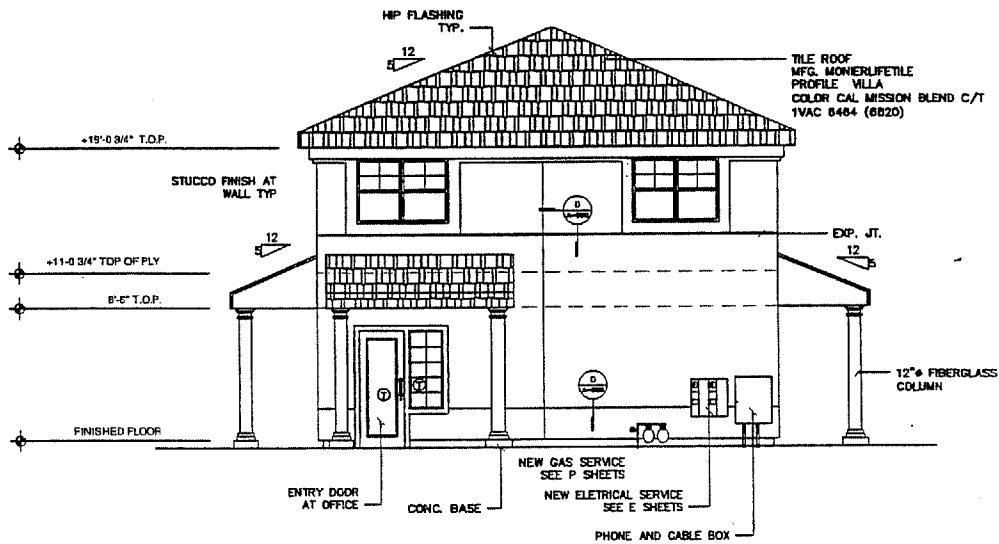 HIP FLASHING
TYP.
12
5
TILE ROOF
MFG. MONIERLIFETILE
PROFILE VILLA
COLOR CAL MISSION BLEND C/T
1VAC 6464 (6620)
+19'-0 3/4" T.O.P.
STUCCO FINISH AT
WALL TYP
D
12
5
EXP. JT.
12
5
+11-0 3/4" TOP OF PLY
8'-6" T.O.P.
D
T
T
12"ø FIBERGLASS
COLUMN
FINISHED FLOOR
NEW GAS SERVICE
SEE P SHEETS
ENTRY DOOR
AT OFFICE
CONC. BASE
NEW ELETRICAL SERVICE
SEE E SHEETS
PHONE AND CABLE BOX